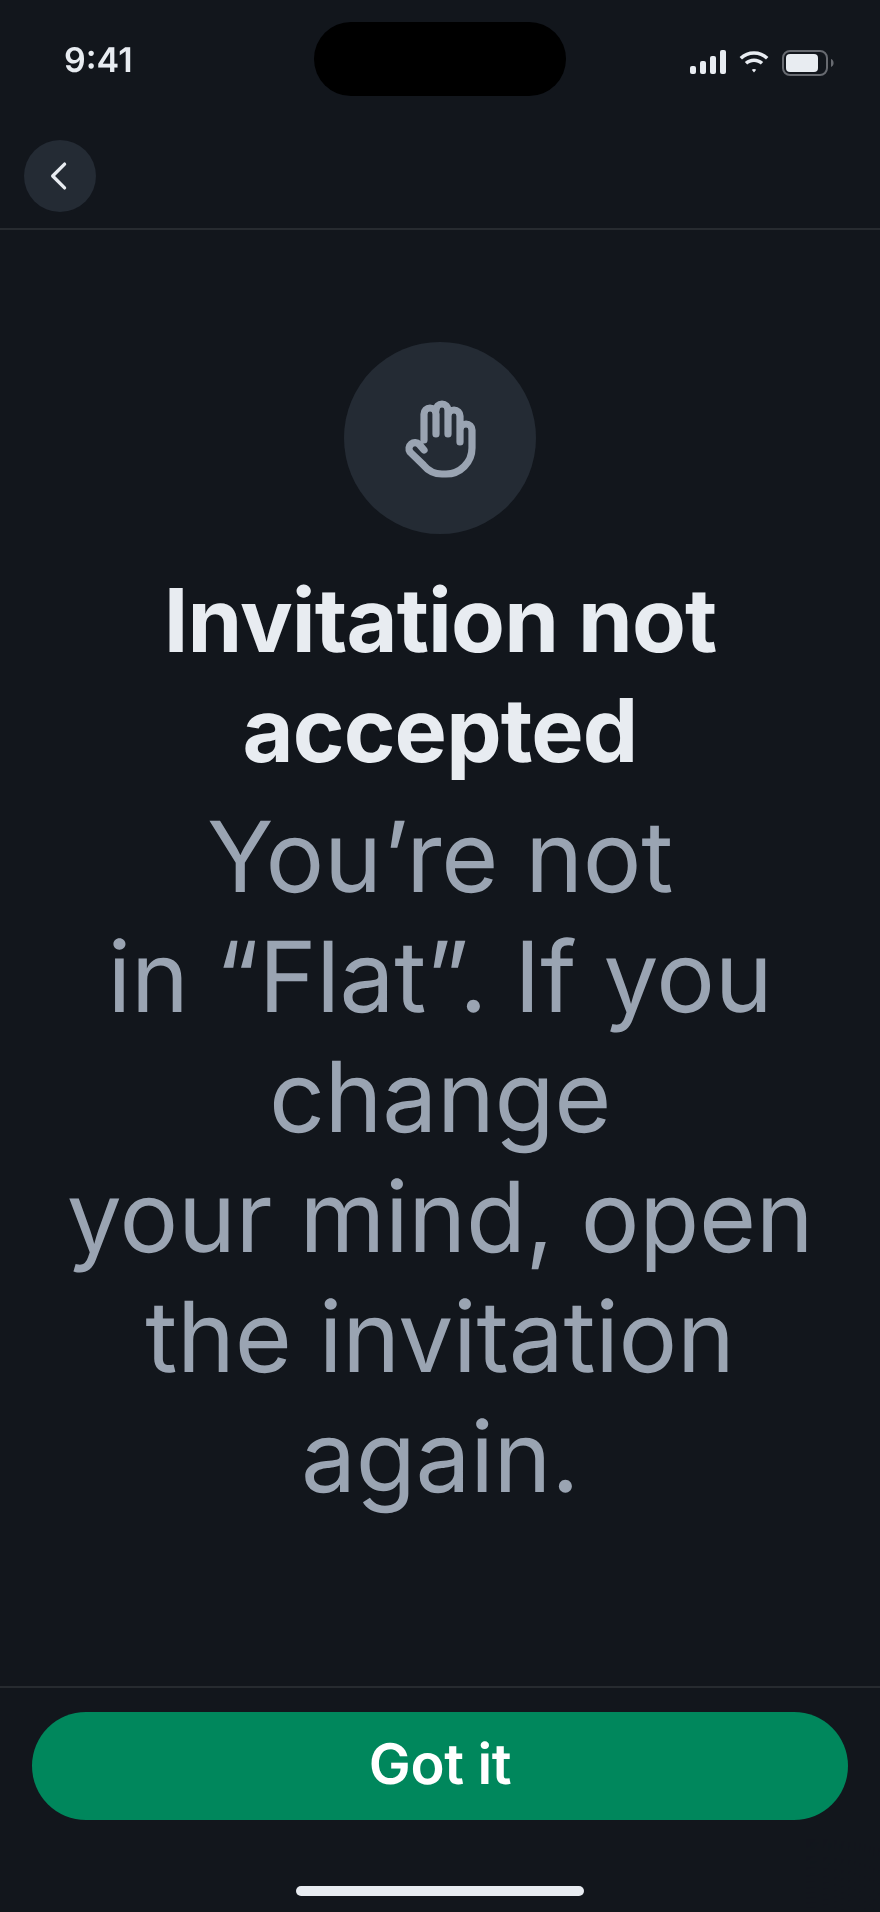 9:41
Invitation not
accepted
You’re not
in “Flat”. If you
change
your mind, open
the invitation
again.
Got it